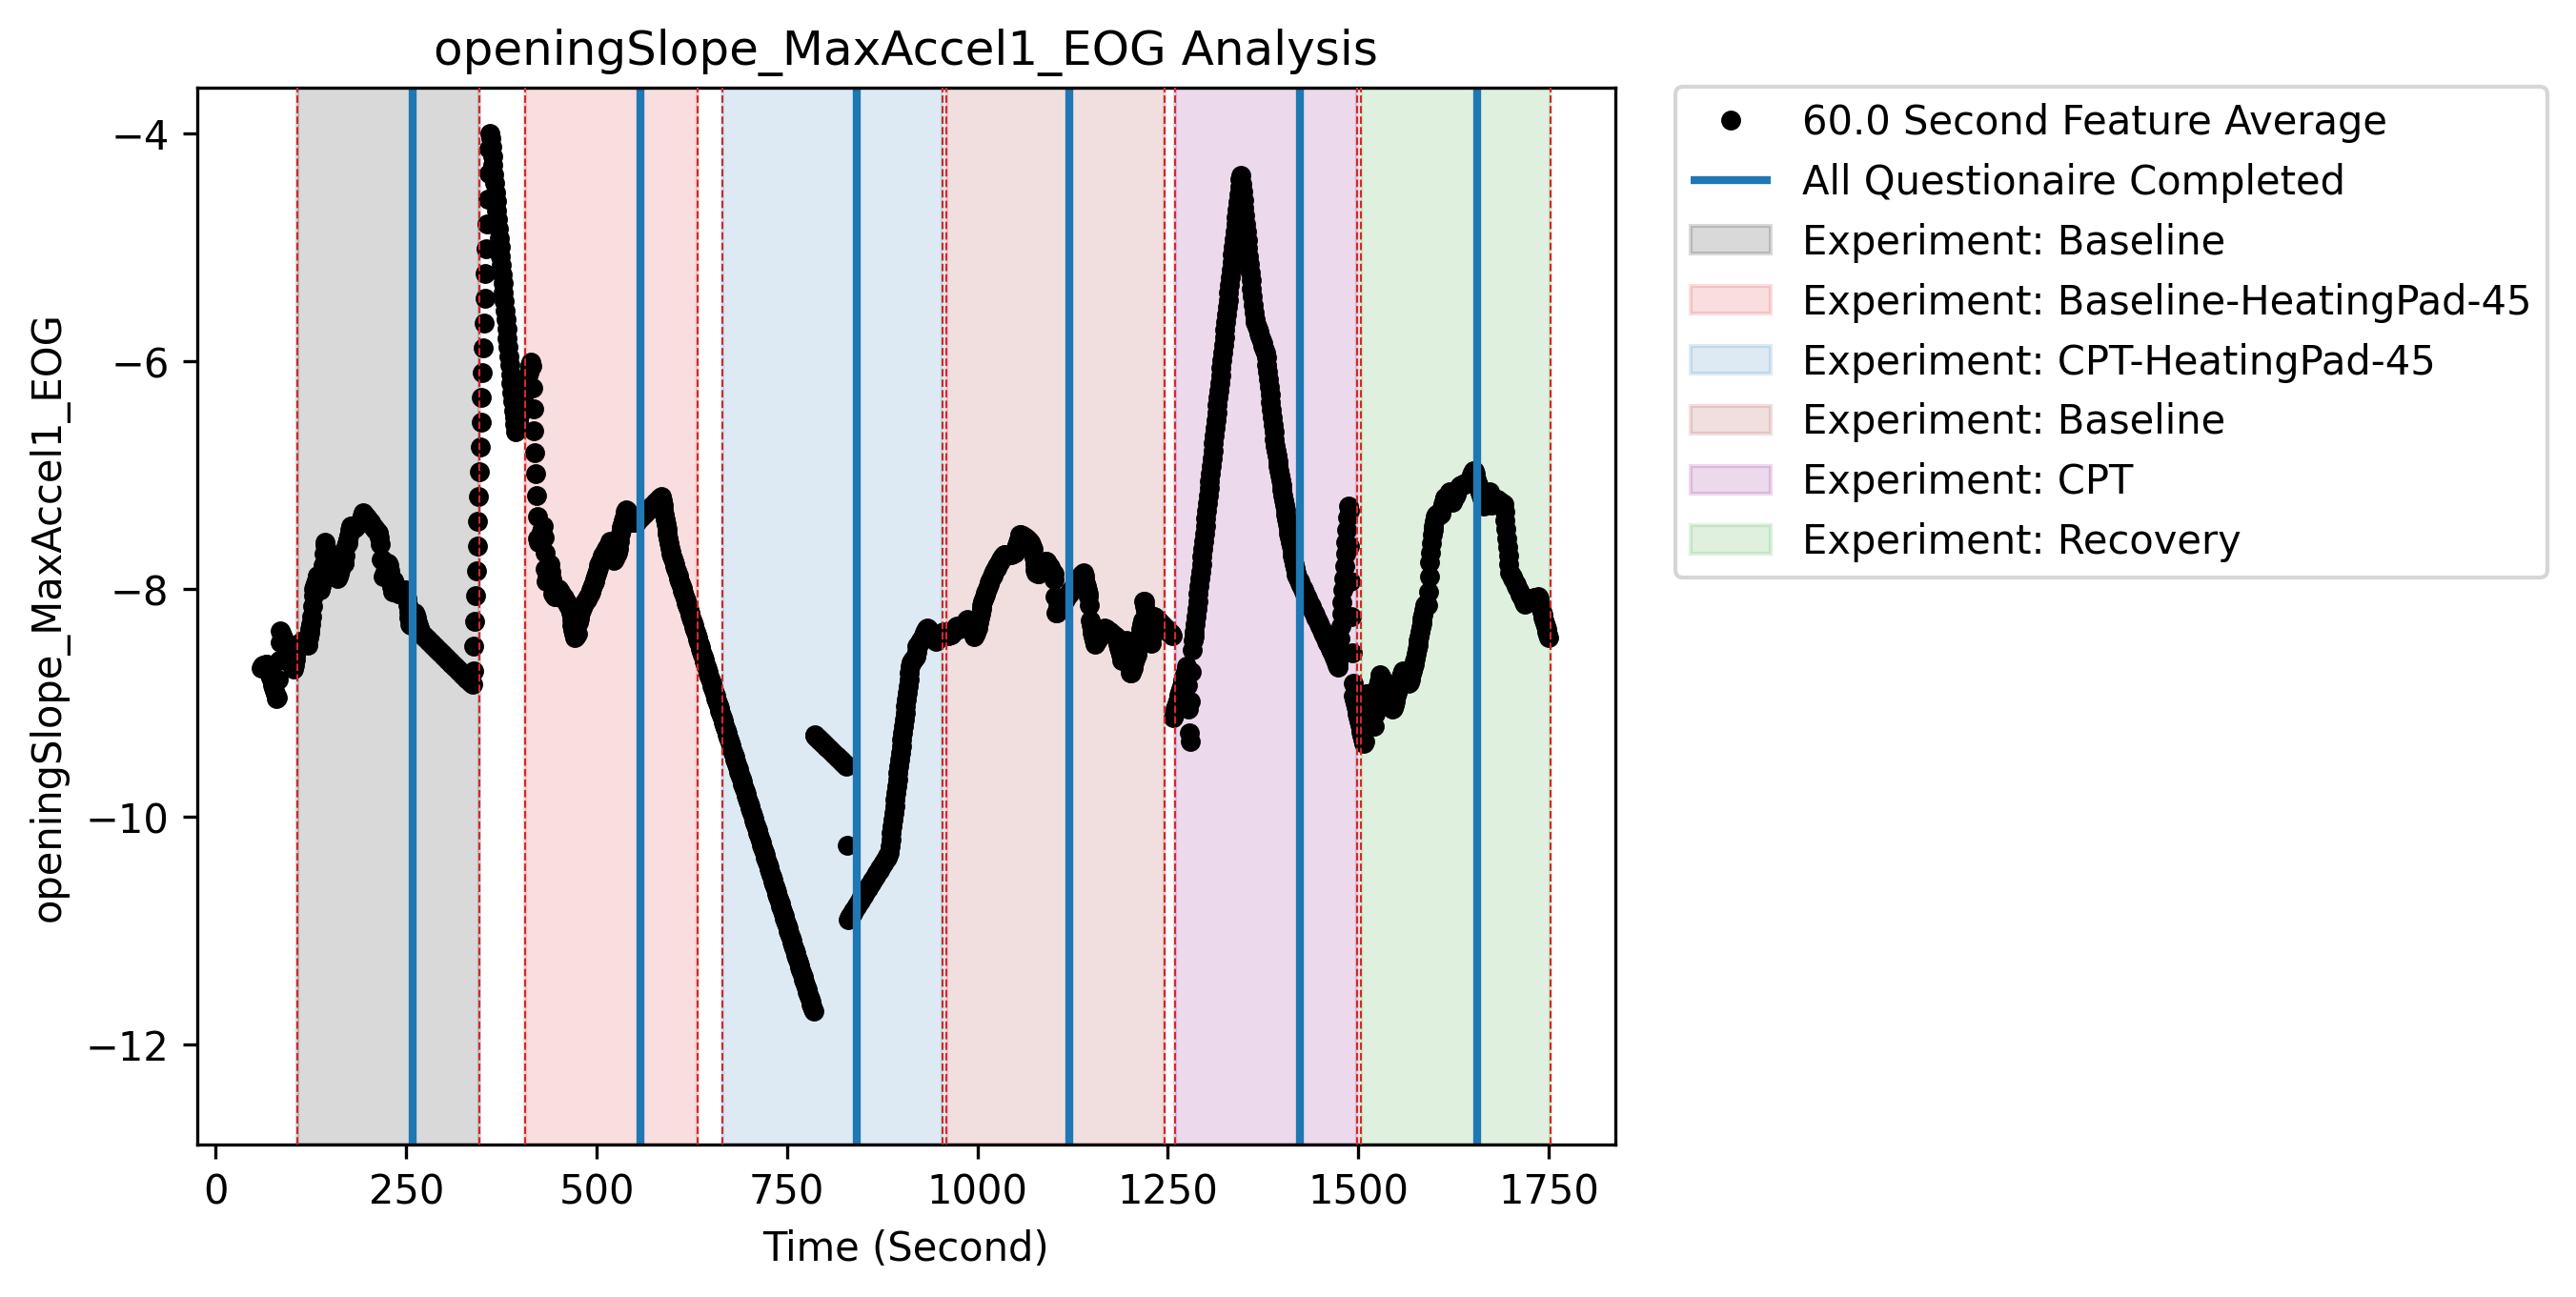 openingSlope_MaxAccel1_EOG Analysis
openingSlope_MaxAccel1_EOG
−4
−6
−8
−10
−12
0 250 500 750 1000 1250 1500 1750
Time (Second)
60.0 Second Feature Average
All Questionaire Completed
Experiment: Baseline
Experiment: Baseline-HeatingPad-45
Experiment: CPT-HeatingPad-45
Experiment: Baseline
Experiment: CPT
Experiment: Recovery